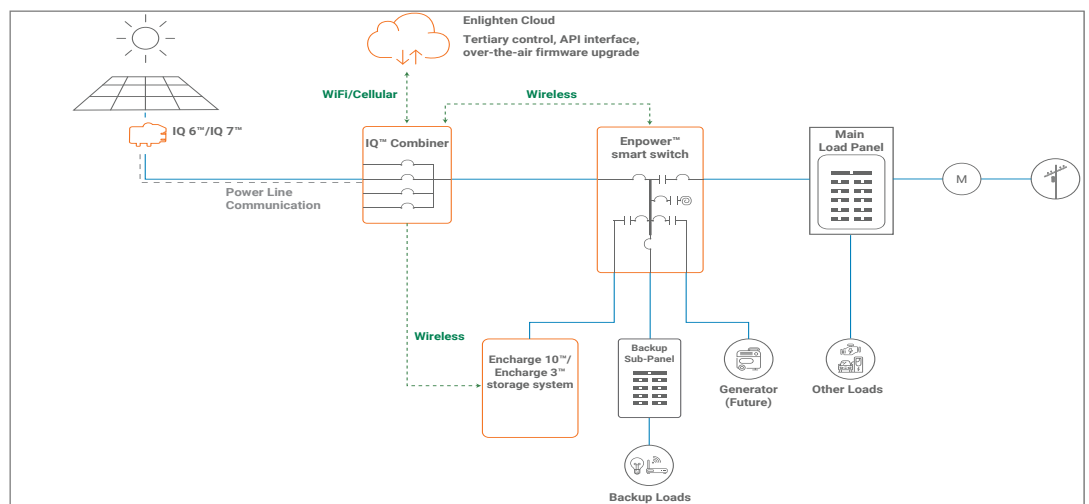 Enlighten Cloud
Tertiary control, API interface,
over-the-air firmware upgrade
WiFi/Cellular
Wireless
IQ 6™/IQ 7™
IQ™ Combiner
Enpower™
smart switch
Main
Load Panel
M
Power Line
Communication
Wireless
Encharge 10™/
Encharge 3™
storage system
Backup
Sub-Panel
Generator
(Future)
Other Loads
Backup Loads